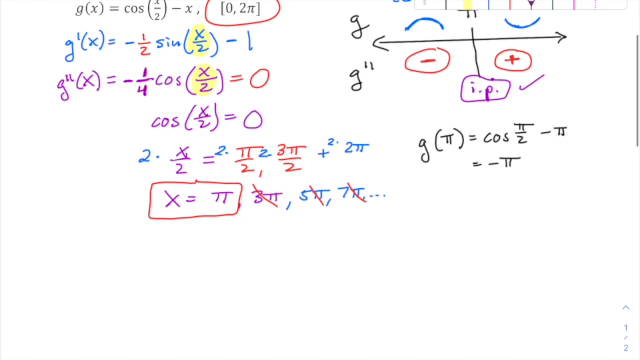 g(x) = cos(x/2) − x , [0, 2π]
g'(x) = −1/2 sin(x/2) − 1
g''(x) = −1/4 cos(x/2) = 0
cos(x/2) = 0
2· x/2 = 2· π/2, 2 3π/2 + 2· 2π
x = π, 3π, 5π, 7π, ...
g
π
− +
g''
i.p. ✓
g(π) = cos π/2 − π
= −π
1
2